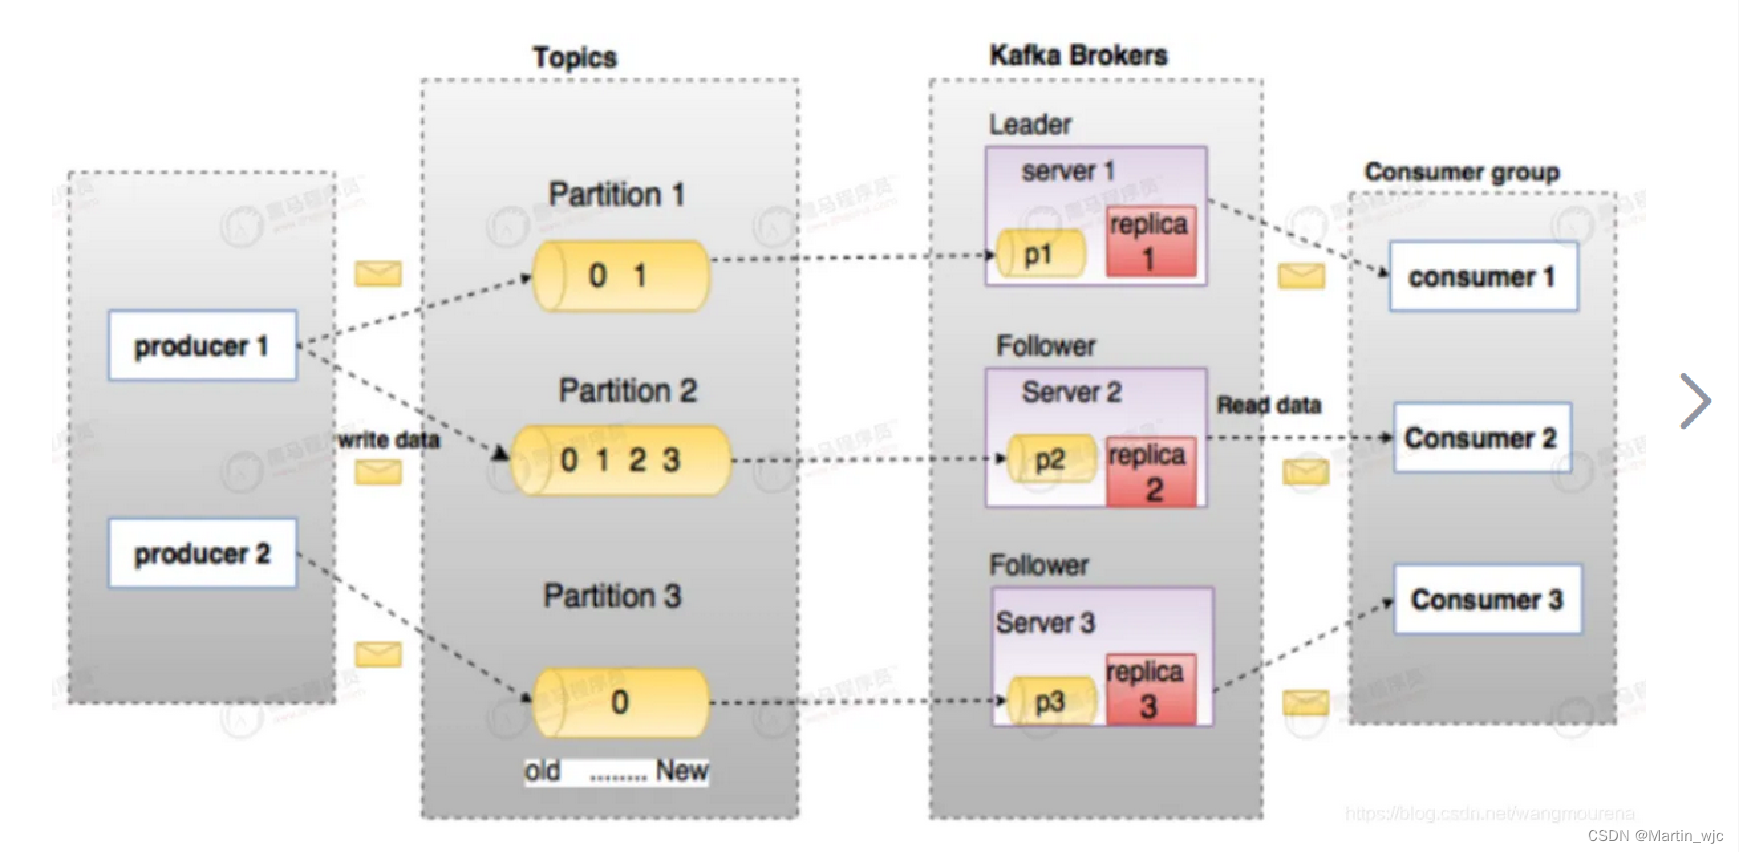 Topics
Kafka Brokers
Leader
server 1
Consumer group
Partition 1
replica
1
0 1
p1
consumer 1
producer 1
Follower
Partition 2
Server 2
Read data
write data
0 1 2 3
p2
replica
2
Consumer 2
producer 2
Follower
Partition 3
Server 3
Consumer 3
0
p3
replica
3
old ........ New
https://blog.csdn.net/wangmourena
CSDN @Martin_wjc